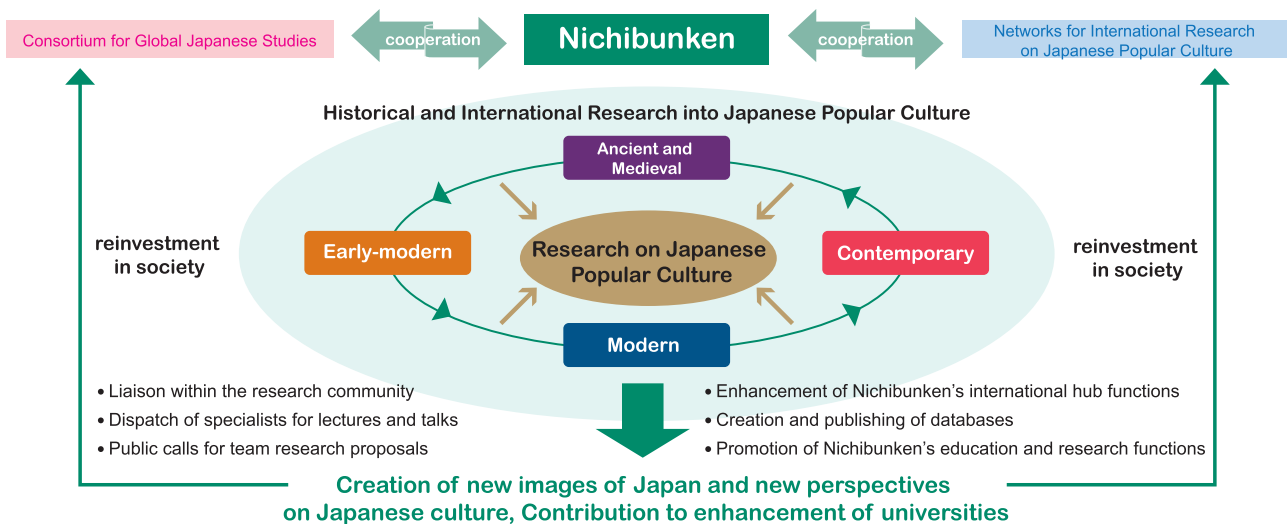 Consortium for Global Japanese Studies
cooperation
Nichibunken
cooperation
Networks for International Research
on Japanese Popular Culture
Historical and International Research into Japanese Popular Culture
Ancient and
Medieval
Early-modern
Research on Japanese
Popular Culture
Contemporary
Modern
reinvestment
in society
reinvestment
in society
• Liaison within the research community
• Dispatch of specialists for lectures and talks
• Public calls for team research proposals
• Enhancement of Nichibunken's international hub functions
• Creation and publishing of databases
• Promotion of Nichibunken's education and research functions
Creation of new images of Japan and new perspectives
on Japanese culture, Contribution to enhancement of universities